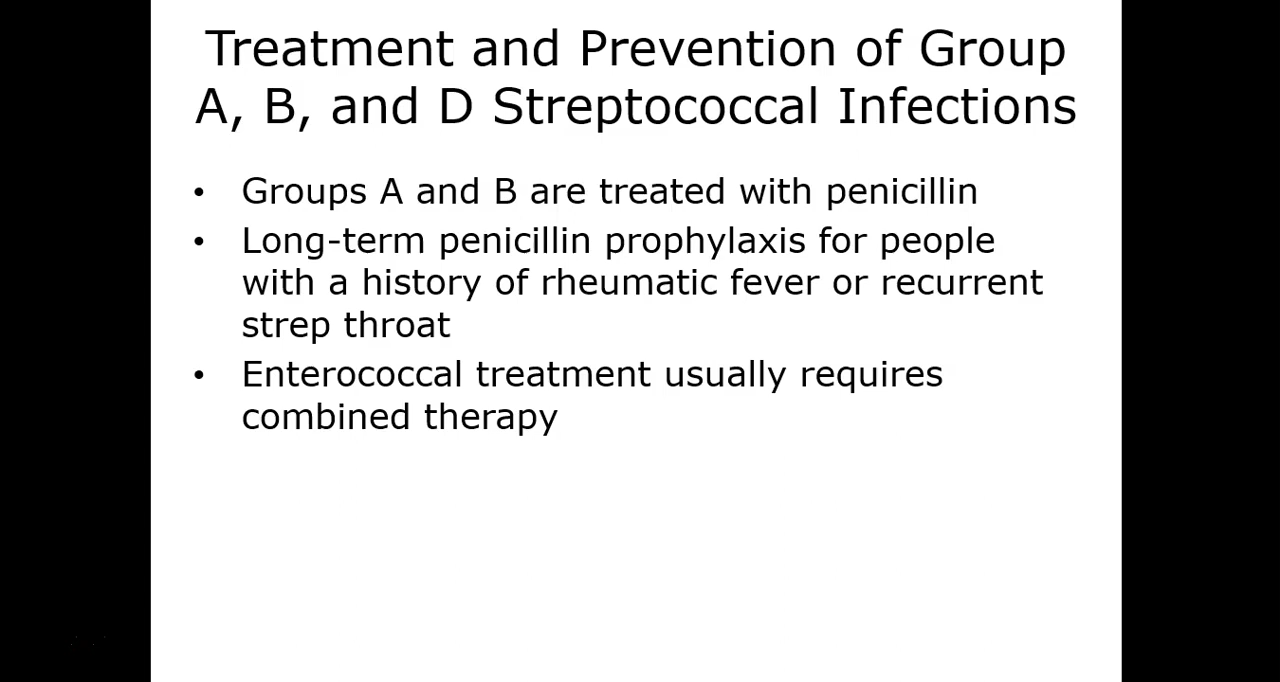 Treatment and Prevention of Group
A, B, and D Streptococcal Infections
• Groups A and B are treated with penicillin
• Long-term penicillin prophylaxis for people
with a history of rheumatic fever or recurrent
strep throat
• Enterococcal treatment usually requires
combined therapy